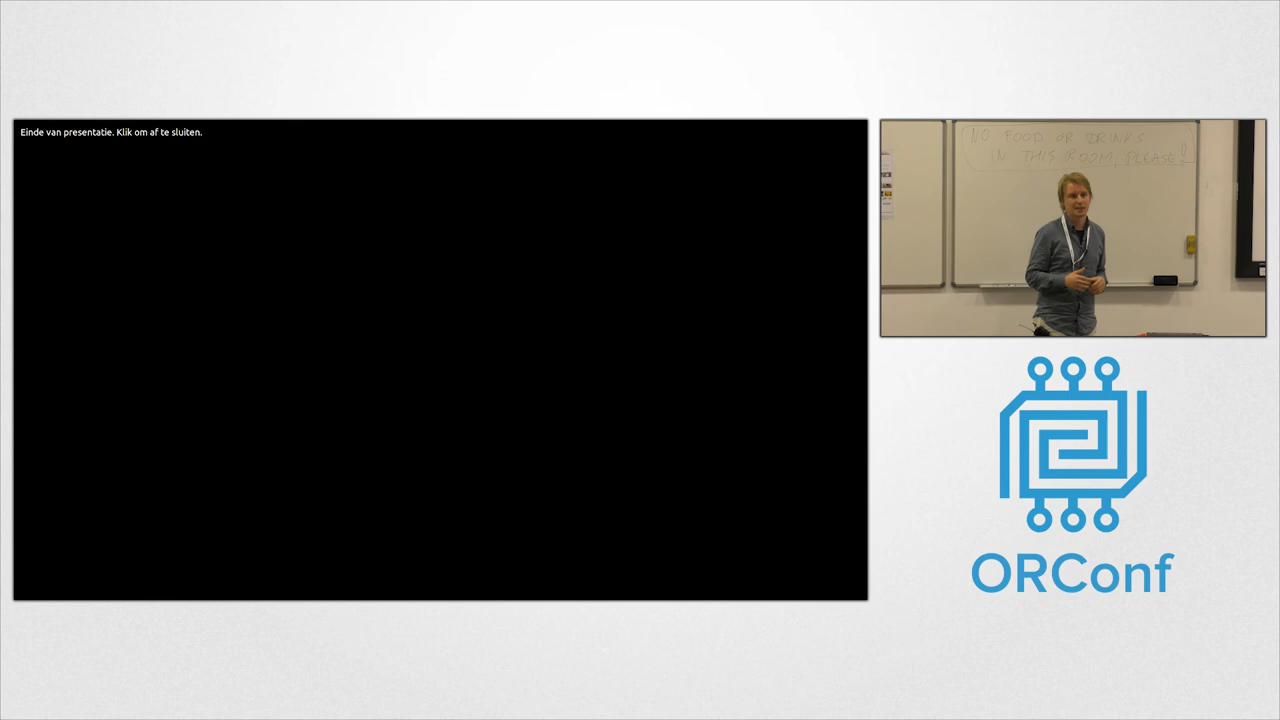 Einde van presentatie. Klik om af te sluiten.
NO FOOD OR DRINKS
IN THIS ROOM, PLEASE!
ORConf